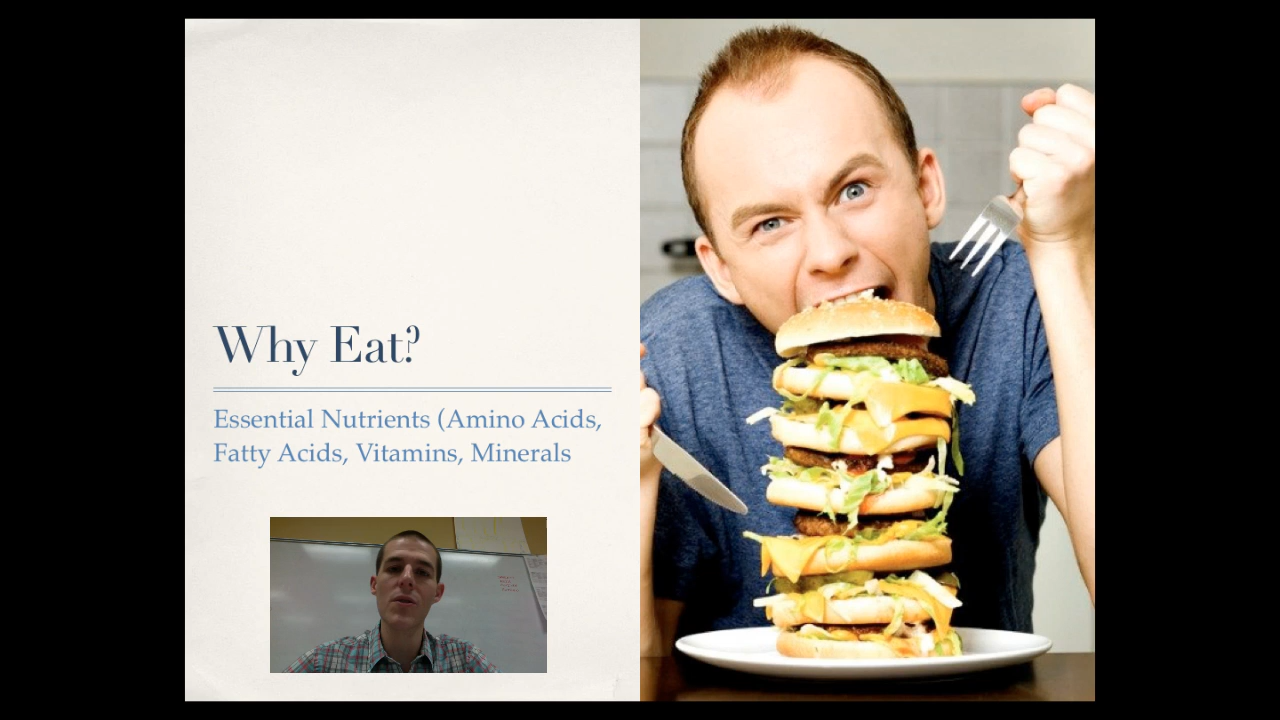 Why Eat?
Essential Nutrients (Amino Acids,
Fatty Acids, Vitamins, Minerals